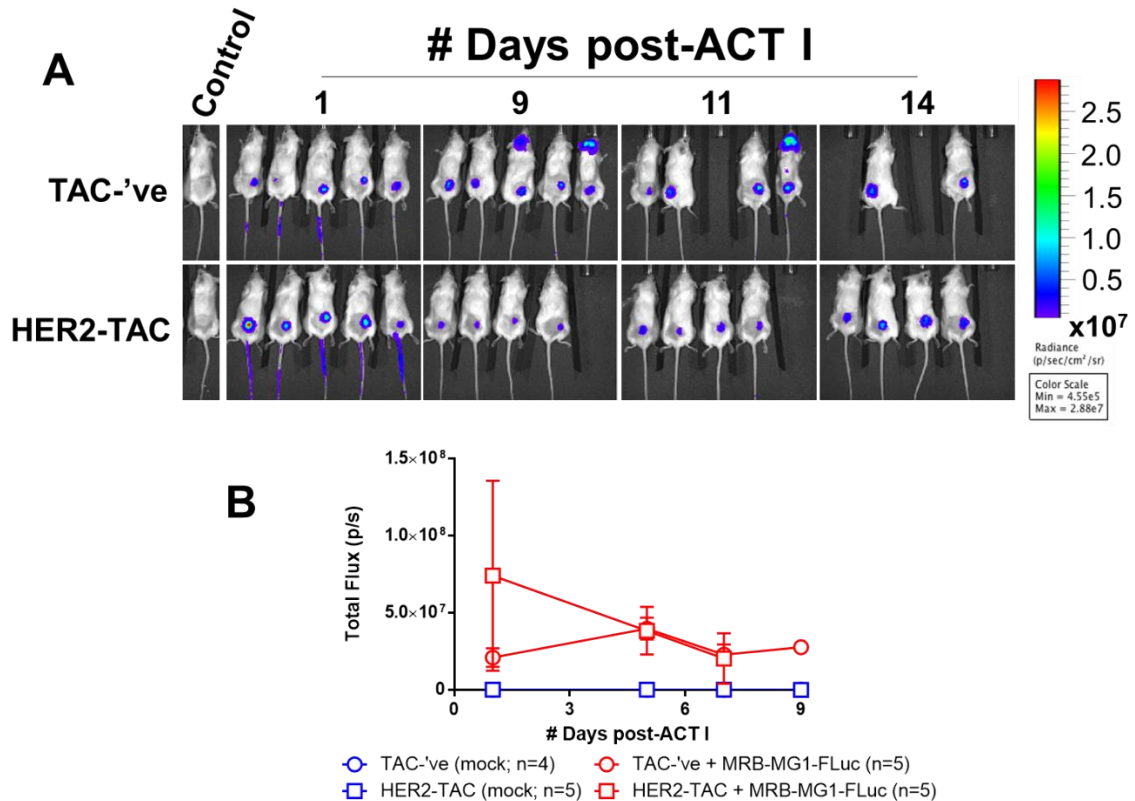 A
Control
# Days post-ACT I
1 9 11 14
TAC-’ve
HER2-TAC
2.5
2.0
1.5
1.0
0.5
x10⁷
Radiance
(p/sec/cm²/sr)
Color Scale
Min = 4.55e5
Max = 2.88e7
B
Total Flux (p/s)
1.5×10⁸
1.0×10⁸
5.0×10⁷
0
0 3 6 9
# Days post-ACT I
TAC-'ve (mock; n=4) TAC-'ve + MRB-MG1-FLuc (n=5)
HER2-TAC (mock; n=5) HER2-TAC + MRB-MG1-FLuc (n=5)